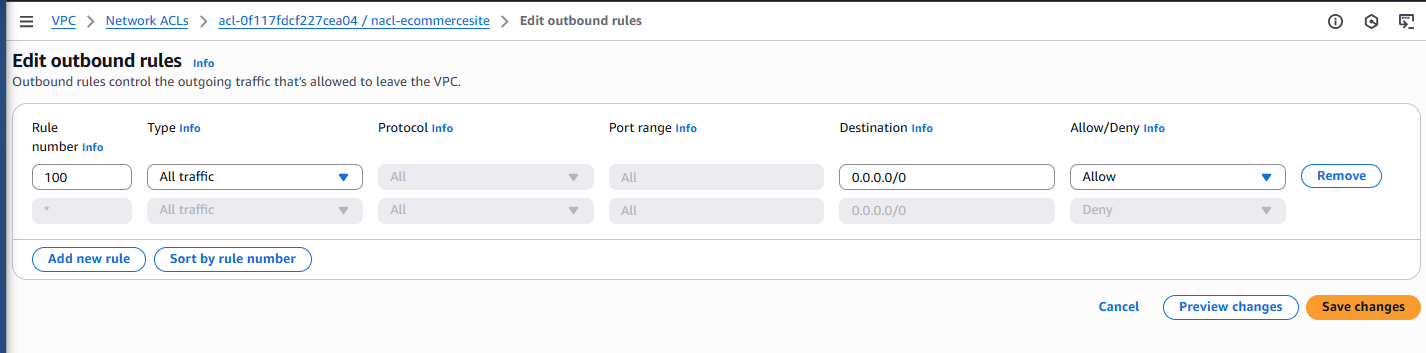 VPC > Network ACLs > acl-0f117fdcf227cea04 / nacl-ecommercesite > Edit outbound rules
Edit outbound rules Info
Outbound rules control the outgoing traffic that's allowed to leave the VPC.
Rule number Info Type Info Protocol Info Port range Info Destination Info Allow/Deny Info
100 All traffic All All 0.0.0.0/0 Allow Remove
* All traffic All All 0.0.0.0/0 Deny
Add new rule Sort by rule number
Cancel Preview changes Save changes